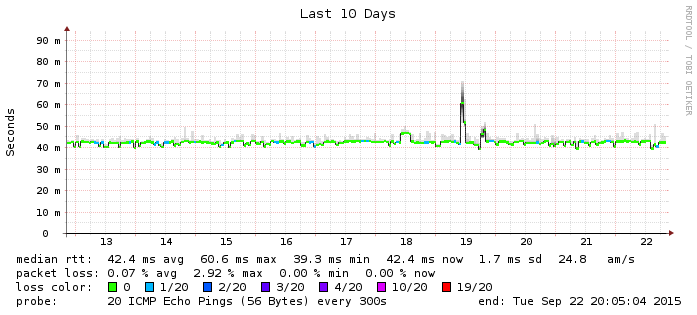 Last 10 Days
RRDTOOL / TOBI OETIKER
Seconds
90 m
80 m
70 m
60 m
50 m
40 m
30 m
20 m
10 m
0
13 14 15 16 17 18 19 20 21 22
median rtt: 42.4 ms avg 60.6 ms max 39.3 ms min 42.4 ms now 1.7 ms sd 24.8 am/s
packet loss: 0.07 % avg 2.92 % max 0.00 % min 0.00 % now
loss color: 0 1/20 2/20 3/20 4/20 10/20 19/20
probe: 20 ICMP Echo Pings (56 Bytes) every 300s end: Tue Sep 22 20:05:04 2015